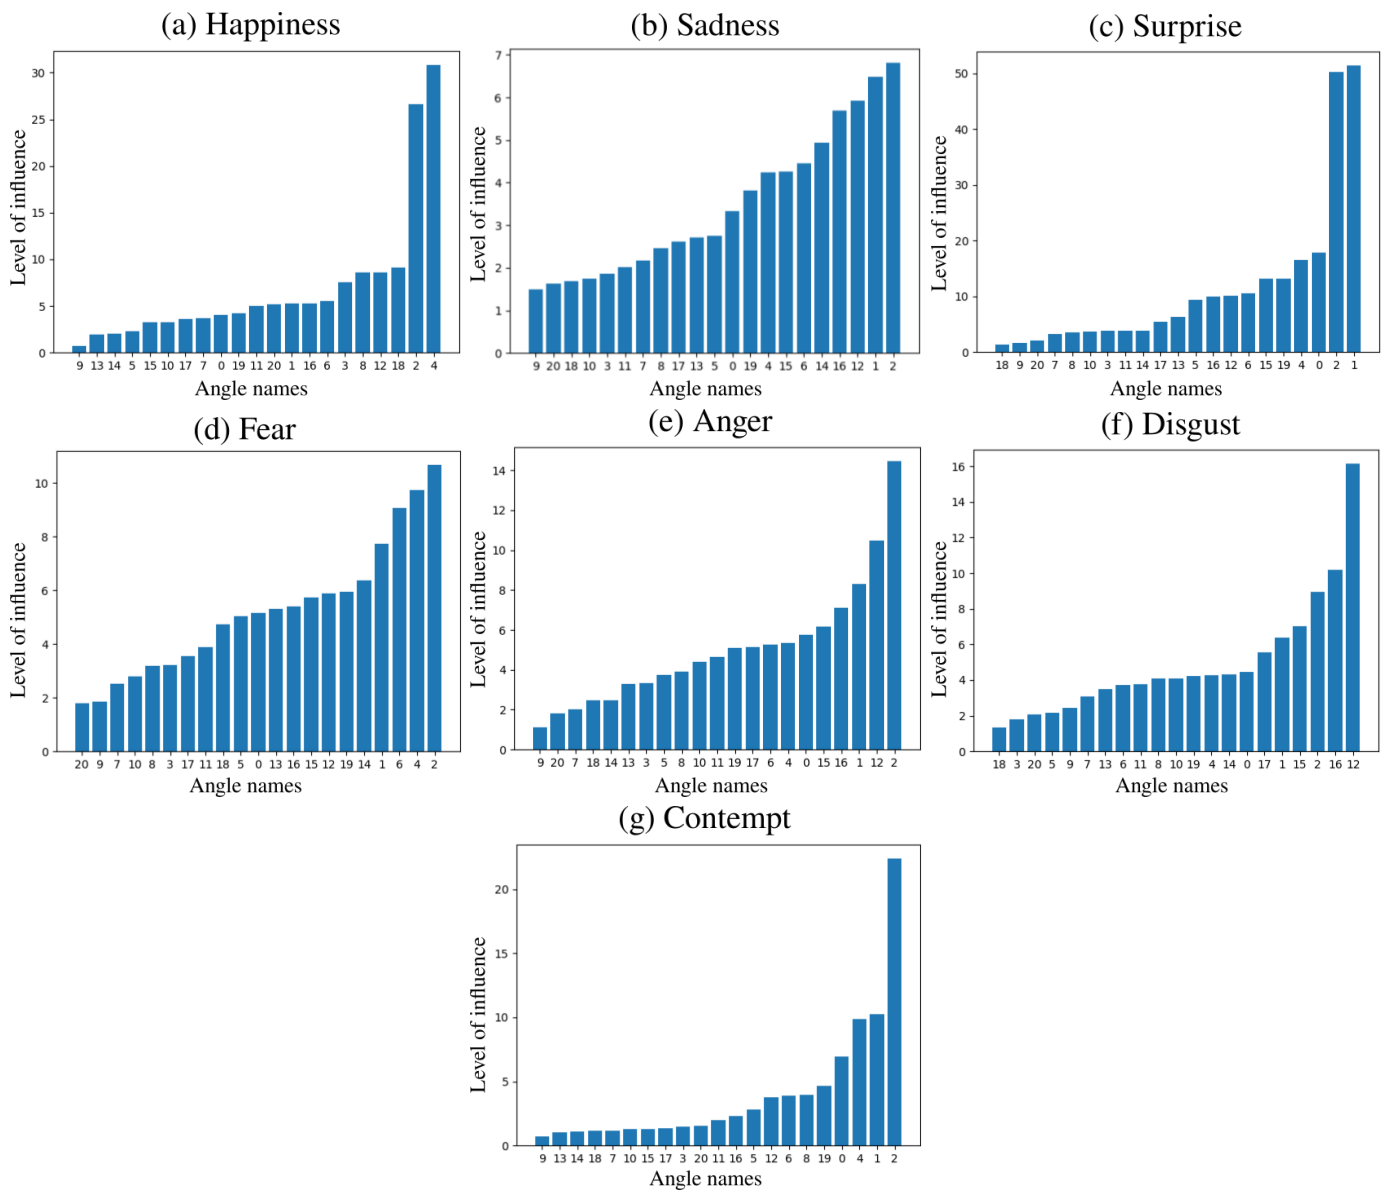 (a) Happiness
(b) Sadness
(c) Surprise
Level of influence
30
25
20
15
10
5
0
9 13 14 5 15 10 17 7 0 19 11 20 1 16 6 3 8 12 18 2 4
Angle names
Level of influence
7
6
5
4
3
2
1
0
9 20 18 10 3 11 7 8 17 13 5 0 19 4 15 6 14 16 12 1 2
Angle names
Level of influence
50
40
30
20
10
0
18 9 20 7 8 10 3 11 14 17 13 5 16 12 6 15 19 4 0 2 1
Angle names
(d) Fear
(e) Anger
(f) Disgust
Level of influence
10
8
6
4
2
0
20 9 7 10 8 3 17 11 18 5 0 13 16 15 12 19 14 1 6 4 2
Angle names
Level of influence
14
12
10
8
6
4
2
0
9 20 7 18 14 13 3 5 8 10 11 19 17 6 4 0 15 16 1 12 2
Angle names
Level of influence
16
14
12
10
8
6
4
2
0
18 3 20 5 9 7 13 6 11 8 10 19 4 14 0 17 1 15 2 16 12
Angle names
(g) Contempt
Level of influence
20
15
10
5
0
9 13 14 18 7 10 15 17 3 20 11 16 5 12 6 8 19 0 4 1 2
Angle names